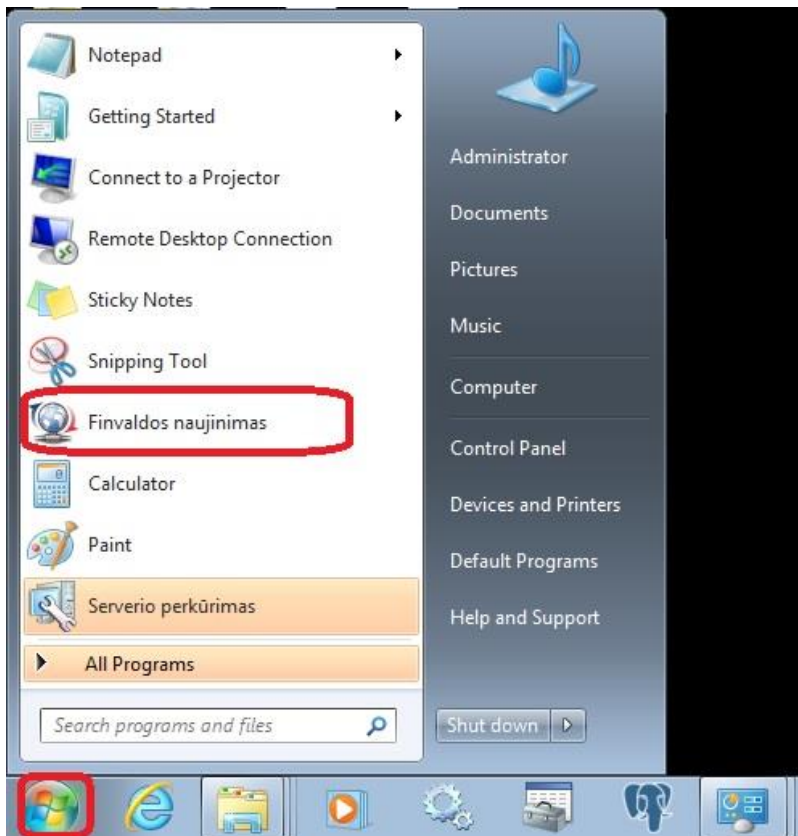 Notepad
Getting Started
Connect to a Projector
Remote Desktop Connection
Sticky Notes
Snipping Tool
Finvaldos naujinimas
Calculator
Paint
Serverio perkūrimas
All Programs
Search programs and files
Administrator
Documents
Pictures
Music
Computer
Control Panel
Devices and Printers
Default Programs
Help and Support
Shut down